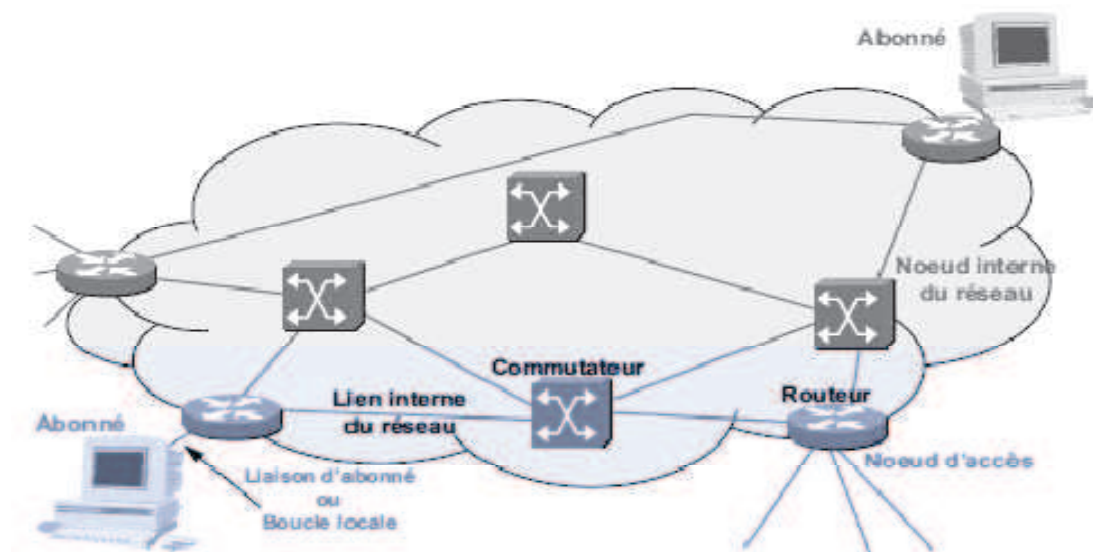 Abonné
Noeud interne
du réseau
Commutateur
Routeur
Lien interne
du réseau
Abonné
Noeud d'accès
Liaison d'abonné
ou
Boucle locale